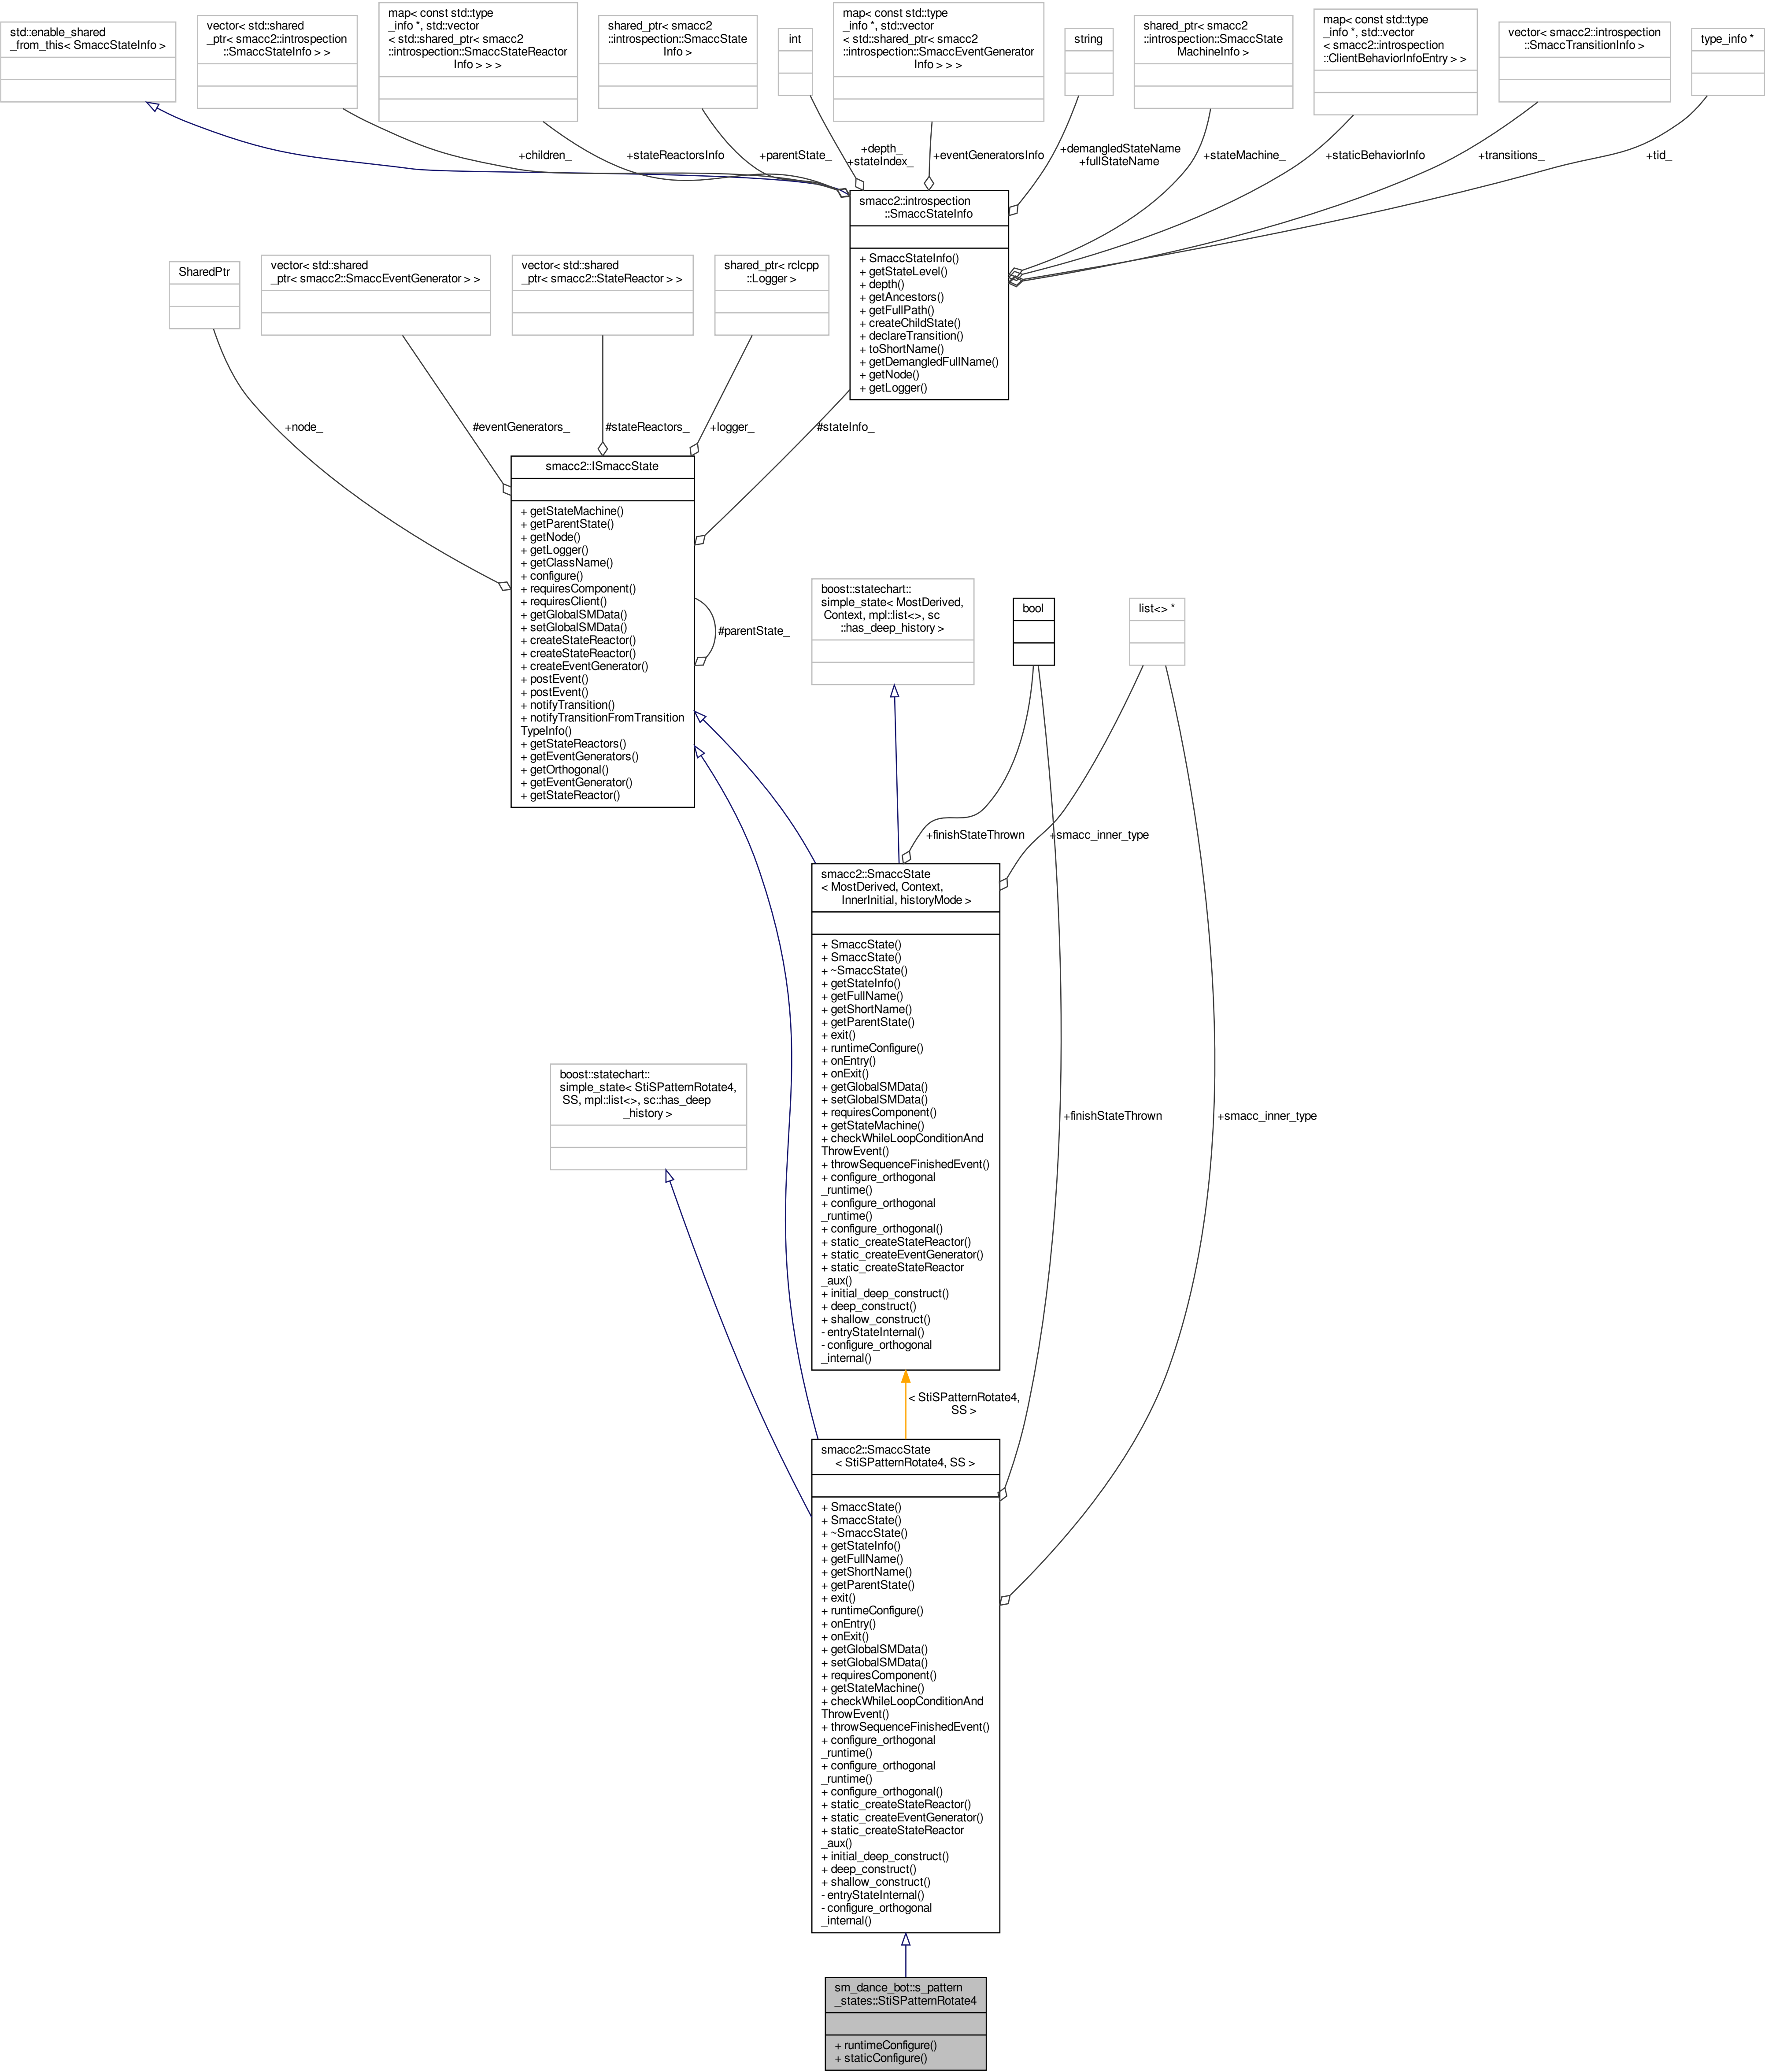 std::enable_shared
_from_this< SmaccStateInfo >
vector< std::shared
_ptr< smacc2::introspection
::SmaccStateInfo > >
map< const std::type
_info *, std::vector
< std::shared_ptr< smacc2
::introspection::SmaccStateReactor
Info > > >
shared_ptr< smacc2
::introspection::SmaccState
Info >
int
map< const std::type
_info *, std::vector
< std::shared_ptr< smacc2
::introspection::SmaccEventGenerator
Info > > >
string
shared_ptr< smacc2
::introspection::SmaccState
MachineInfo >
map< const std::type
_info *, std::vector
< smacc2::introspection
::ClientBehaviorInfoEntry > >
vector< smacc2::introspection
::SmaccTransitionInfo >
type_info *
+children_
+stateReactorsInfo
+parentState_
+depth_
+stateIndex_
+eventGeneratorsInfo
+demangledStateName
+fullStateName
+stateMachine_
+staticBehaviorInfo
+transitions_
+tid_
smacc2::introspection
::SmaccStateInfo
+ SmaccStateInfo()
+ getStateLevel()
+ depth()
+ getAncestors()
+ getFullPath()
+ createChildState()
+ declareTransition()
+ toShortName()
+ getDemangledFullName()
+ getNode()
+ getLogger()
SharedPtr
vector< std::shared
_ptr< smacc2::SmaccEventGenerator > >
vector< std::shared
_ptr< smacc2::StateReactor > >
shared_ptr< rclcpp
::Logger >
+node_
#eventGenerators_
#stateReactors_
+logger_
#stateInfo_
smacc2::ISmaccState
+ getStateMachine()
+ getParentState()
+ getNode()
+ getLogger()
+ getClassName()
+ configure()
+ requiresComponent()
+ requiresClient()
+ getGlobalSMData()
+ setGlobalSMData()
+ createStateReactor()
+ createStateReactor()
+ createEventGenerator()
+ postEvent()
+ postEvent()
+ notifyTransition()
+ notifyTransitionFromTransition
TypeInfo()
+ getStateReactors()
+ getEventGenerators()
+ getOrthogonal()
+ getEventGenerator()
+ getStateReactor()
#parentState_
boost::statechart::
simple_state< MostDerived,
Context, mpl::list<>, sc
::has_deep_history >
bool
list<> *
+finishStateThrown
+smacc_inner_type
smacc2::SmaccState
< MostDerived, Context,
InnerInitial, historyMode >
+ SmaccState()
+ SmaccState()
+ ~SmaccState()
+ getStateInfo()
+ getFullName()
+ getShortName()
+ getParentState()
+ exit()
+ runtimeConfigure()
+ onEntry()
+ onExit()
+ getGlobalSMData()
+ setGlobalSMData()
+ requiresComponent()
+ getStateMachine()
+ checkWhileLoopConditionAnd
ThrowEvent()
+ throwSequenceFinishedEvent()
+ configure_orthogonal
_runtime()
+ configure_orthogonal
_runtime()
+ configure_orthogonal()
+ static_createStateReactor()
+ static_createEventGenerator()
+ static_createStateReactor
_aux()
+ initial_deep_construct()
+ deep_construct()
+ shallow_construct()
- entryStateInternal()
- configure_orthogonal
_internal()
boost::statechart::
simple_state< StiSPatternRotate4,
SS, mpl::list<>, sc::has_deep
_history >
+finishStateThrown
+smacc_inner_type
< StiSPatternRotate4,
SS >
smacc2::SmaccState
< StiSPatternRotate4, SS >
+ SmaccState()
+ SmaccState()
+ ~SmaccState()
+ getStateInfo()
+ getFullName()
+ getShortName()
+ getParentState()
+ exit()
+ runtimeConfigure()
+ onEntry()
+ onExit()
+ getGlobalSMData()
+ setGlobalSMData()
+ requiresComponent()
+ getStateMachine()
+ checkWhileLoopConditionAnd
ThrowEvent()
+ throwSequenceFinishedEvent()
+ configure_orthogonal
_runtime()
+ configure_orthogonal
_runtime()
+ configure_orthogonal()
+ static_createStateReactor()
+ static_createEventGenerator()
+ static_createStateReactor
_aux()
+ initial_deep_construct()
+ deep_construct()
+ shallow_construct()
- entryStateInternal()
- configure_orthogonal
_internal()
sm_dance_bot::s_pattern
_states::StiSPatternRotate4
+ runtimeConfigure()
+ staticConfigure()